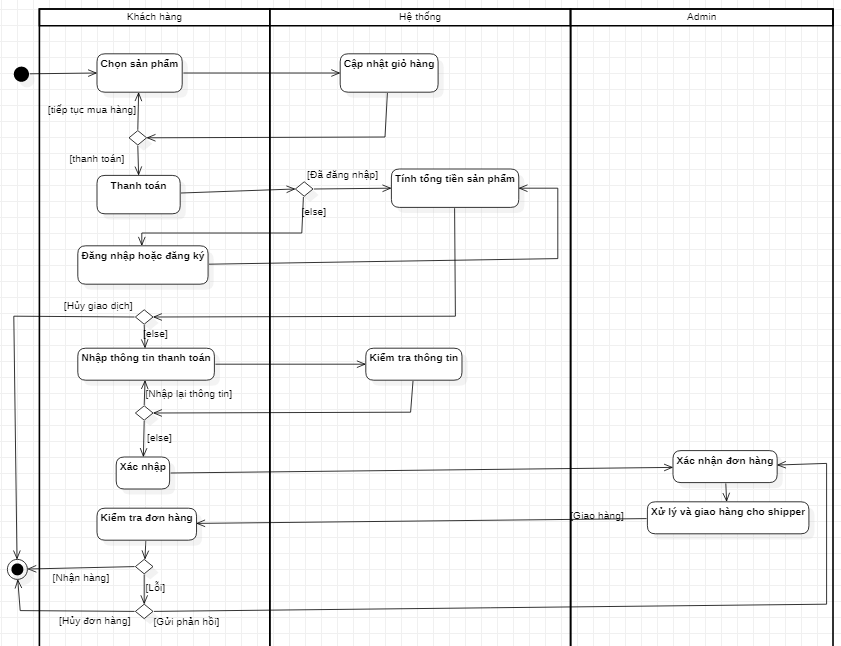 Khách hàng
Hệ thống
Admin
Chọn sản phẩm
Cập nhật giỏ hàng
[tiếp tục mua hàng]
[thanh toán]
Thanh toán
[Đã đăng nhập]
Tính tổng tiền sản phẩm
[else]
Đăng nhập hoặc đăng ký
[Hủy giao dịch]
[else]
Nhập thông tin thanh toán
Kiểm tra thông tin
[Nhập lại thông tin]
[else]
Xác nhập
Xác nhận đơn hàng
Kiểm tra đơn hàng
[Giao hàng]
Xử lý và giao hàng cho shipper
[Nhận hàng]
[Lỗi]
[Hủy đơn hàng]
[Gửi phản hồi]